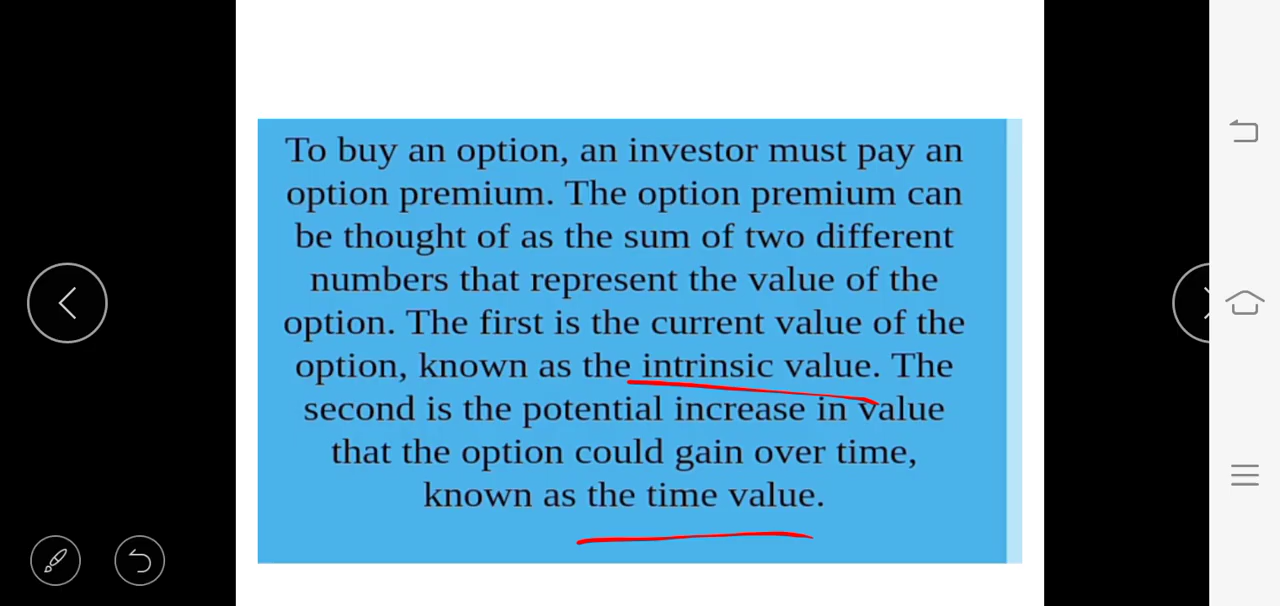 To buy an option, an investor must pay an
option premium. The option premium can
be thought of as the sum of two different
numbers that represent the value of the
option. The first is the current value of the
option, known as the intrinsic value. The
second is the potential increase in value
that the option could gain over time,
known as the time value.